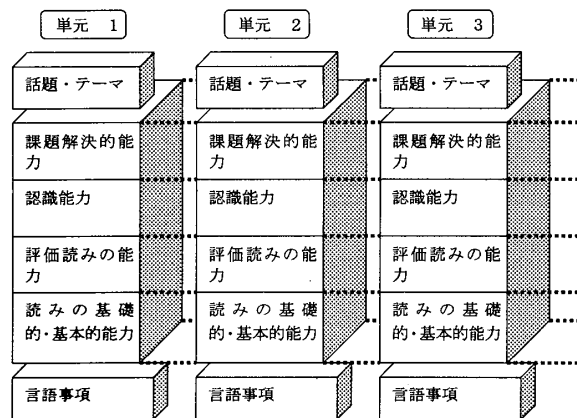 単元 1
話題・テーマ
課題解決的能
力
認識能力
評価読みの能
力
読みの基礎
的・基本的能力
言語事項
単元 2
話題・テーマ
課題解決的能
力
認識能力
評価読みの能
力
読みの基礎
的・基本的能力
言語事項
単元 3
話題・テーマ
課題解決的能
力
認識能力
評価読みの能
力
読みの基礎
的・基本的能力
言語事項